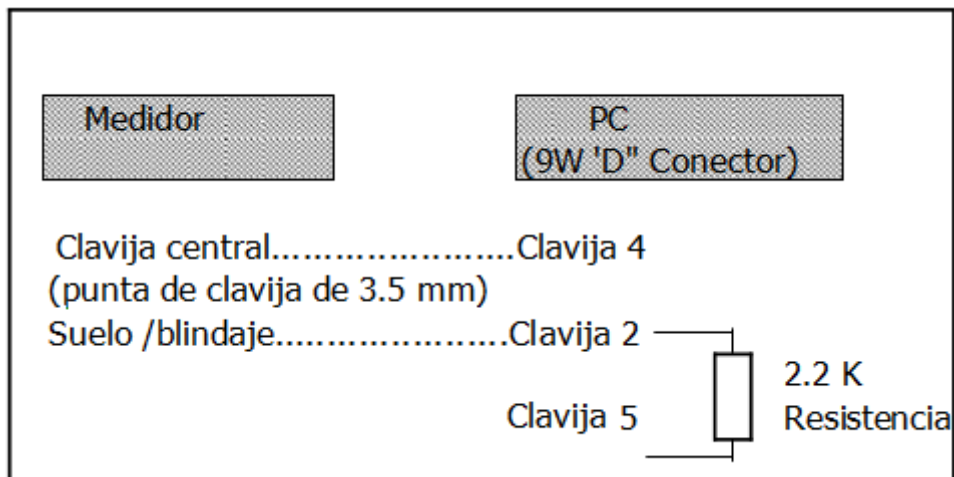 Medidor
PC
(9W 'D" Conector)
Clavija central.........................Clavija 4
(punta de clavija de 3.5 mm)
Suelo /blindaje........................Clavija 2
2.2 K
Clavija 5
Resistencia